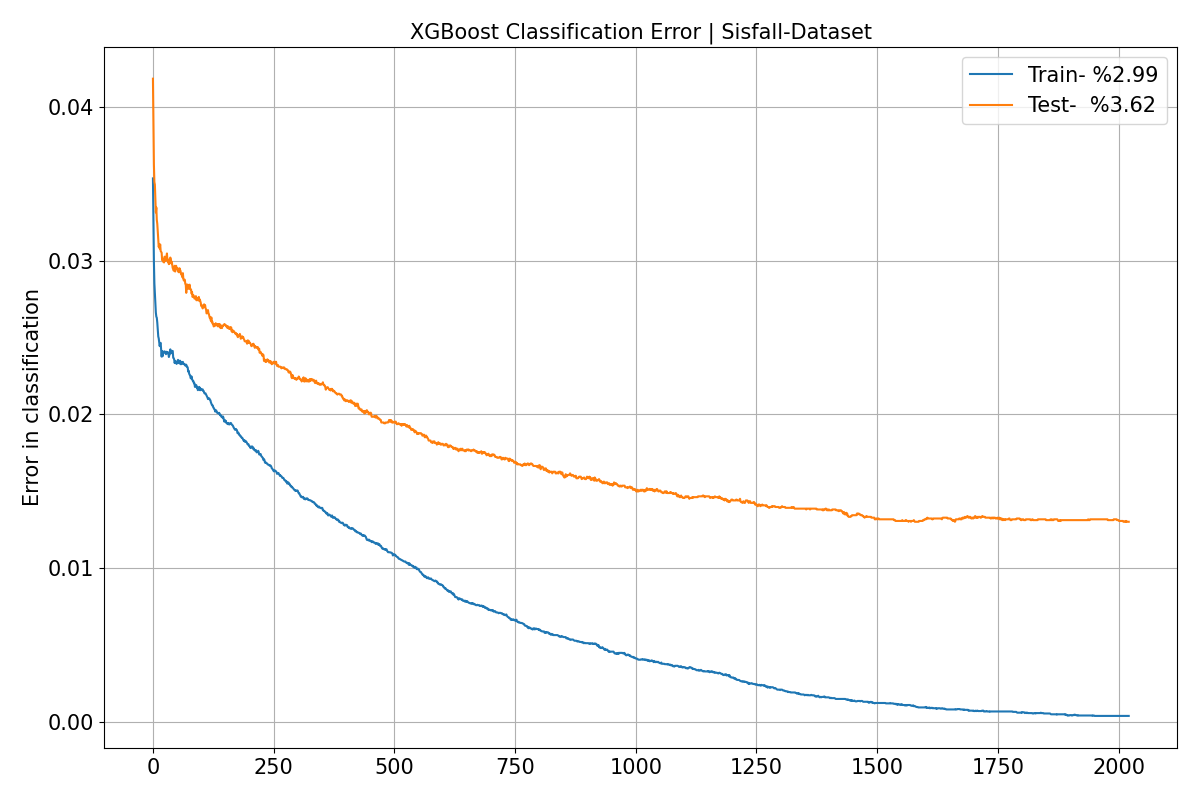 XGBoost Classification Error | Sisfall-Dataset
Train- %2.99
Test-  %3.62
Error in classification
0.04
0.03
0.02
0.01
0.00
0 250 500 750 1000 1250 1500 1750 2000